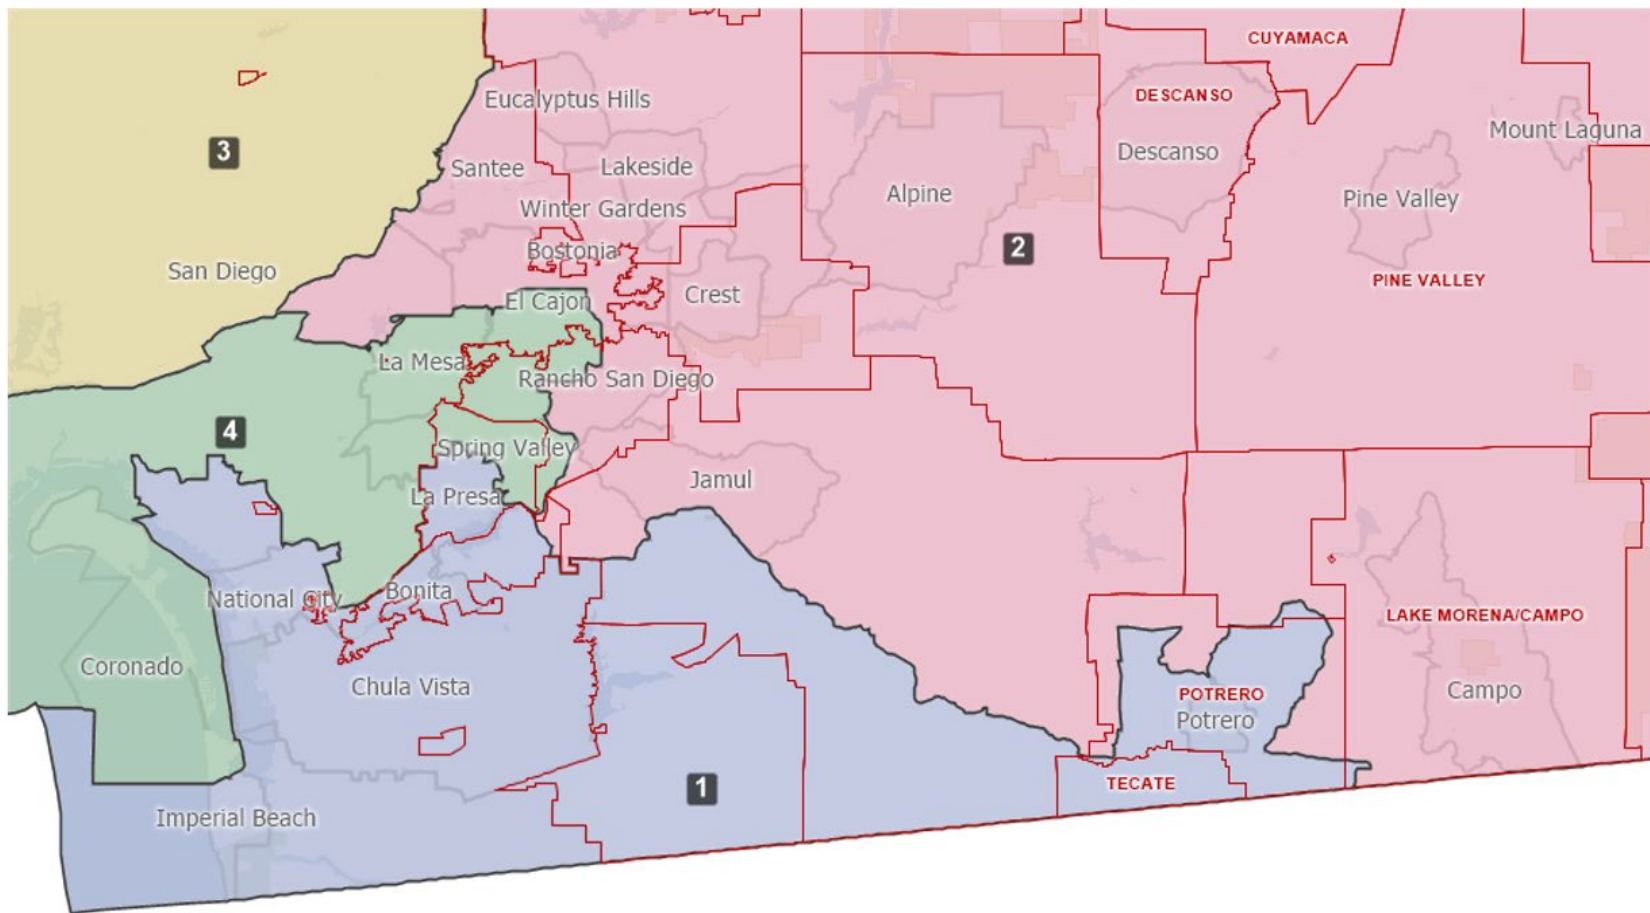 CUYAMACA
Eucalyptus Hills
DESCANSO
Mount Laguna
3
Santee
Lakeside
Descanso
Alpine
Pine Valley
Winter Gardens
Bostonia
2
San Diego
PINE VALLEY
El Cajon
Crest
La Mesa
Rancho San Diego
4
Spring Valley
Jamul
La Presa
Bonita
National City
LAKE MORENA/CAMPO
Coronado
Chula Vista
POTRERO
Campo
Potrero
TECATE
1
Imperial Beach